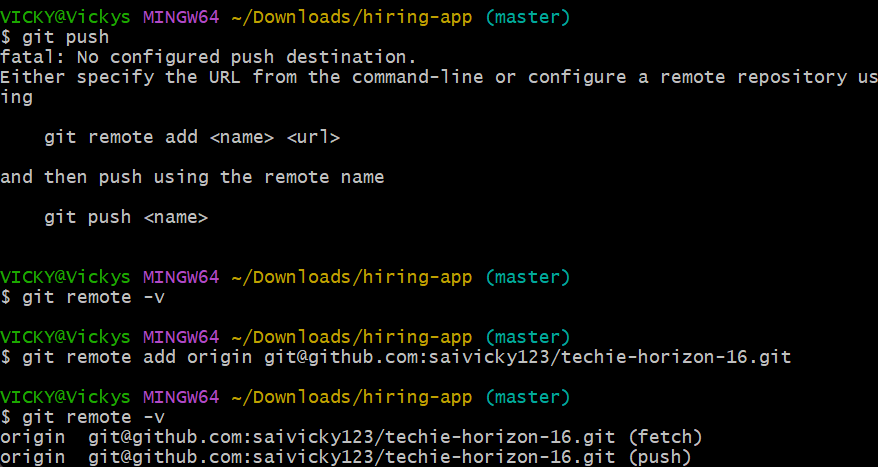 VICKY@Vickys MINGW64 ~/Downloads/hiring-app (master)
$ git push
fatal: No configured push destination.
Either specify the URL from the command-line or configure a remote repository us
ing
git remote add <name> <url>
and then push using the remote name
git push <name>
VICKY@Vickys MINGW64 ~/Downloads/hiring-app (master)
$ git remote -v
VICKY@Vickys MINGW64 ~/Downloads/hiring-app (master)
$ git remote add origin git@github.com:saivicky123/techie-horizon-16.git
VICKY@Vickys MINGW64 ~/Downloads/hiring-app (master)
$ git remote -v
origin  git@github.com:saivicky123/techie-horizon-16.git (fetch)
origin  git@github.com:saivicky123/techie-horizon-16.git (push)